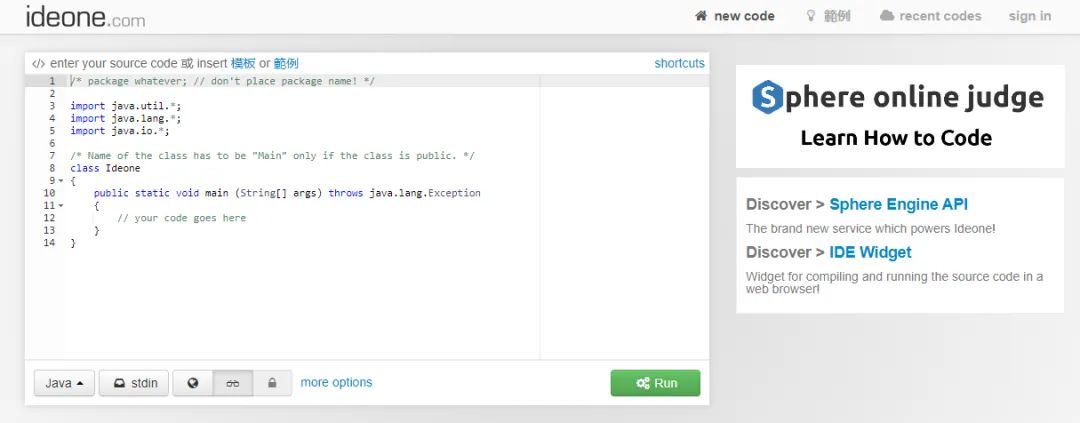 ideone.com
new code 範例 recent codes sign in
</> enter your source code 或 insert 模板 or 範例 shortcuts
1 /* package whatever; // don't place package name! */
2
3 import java.util.*;
4 import java.lang.*;
5 import java.io.*;
6
7 /* Name of the class has to be "Main" only if the class is public. */
8 class Ideone
9 {
10 public static void main (String[] args) throws java.lang.Exception
11 {
12 // your code goes here
13 }
14 }
Java stdin more options Run
Sphere online judge
Learn How to Code
Discover > Sphere Engine API
The brand new service which powers Ideone!
Discover > IDE Widget
Widget for compiling and running the source code in a
web browser!